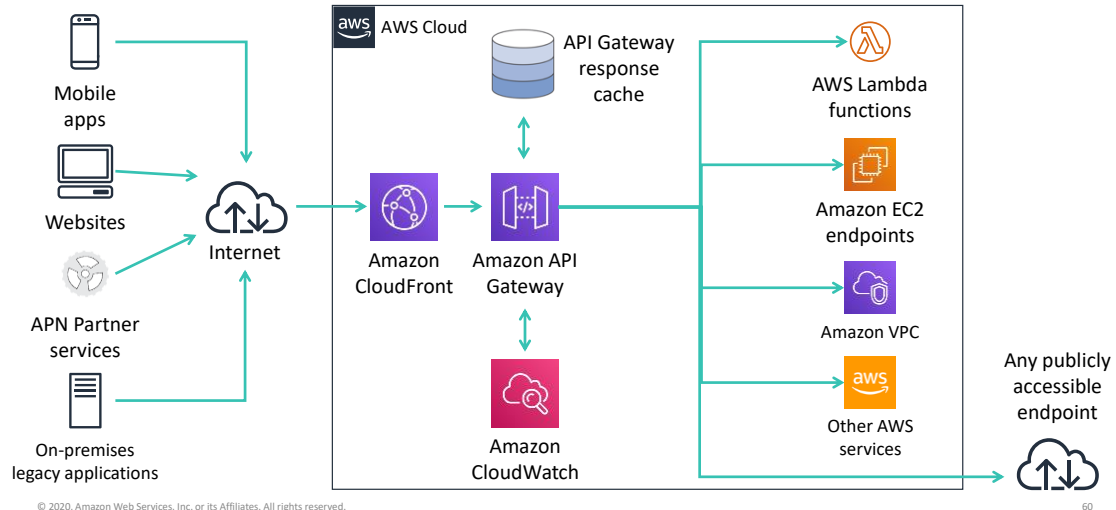 aws AWS Cloud
API Gateway
response
cache
Mobile
apps
Websites
APN Partner
services
On-premises
legacy applications
Internet
Amazon
CloudFront
Amazon API
Gateway
Amazon
CloudWatch
AWS Lambda
functions
Amazon EC2
endpoints
Amazon VPC
aws
Other AWS
services
Any publicly
accessible
endpoint
© 2020, Amazon Web Services, Inc. or its Affiliates. All rights reserved.
60